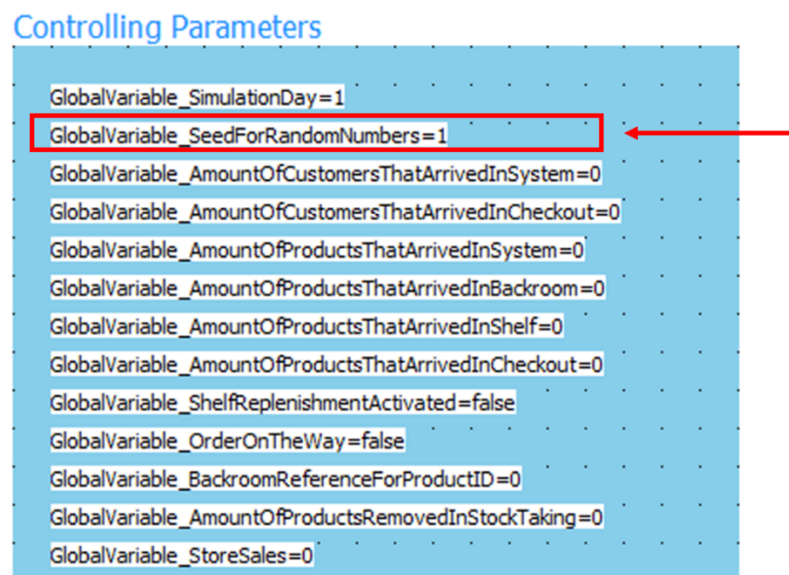 Controlling Parameters
GlobalVariable_SimulationDay=1
GlobalVariable_SeedForRandomNumbers=1
GlobalVariable_AmountOfCustomersThatArrivedInSystem=0
GlobalVariable_AmountOfCustomersThatArrivedInCheckout=0
GlobalVariable_AmountOfProductsThatArrivedInSystem=0
GlobalVariable_AmountOfProductsThatArrivedInBackroom=0
GlobalVariable_AmountOfProductsThatArrivedInShelf=0
GlobalVariable_AmountOfProductsThatArrivedInCheckout=0
GlobalVariable_ShelfReplenishmentActivated=false
GlobalVariable_OrderOnTheWay=false
GlobalVariable_BackroomReferenceForProductID=0
GlobalVariable_AmountOfProductsRemovedInStockTaking=0
GlobalVariable_StoreSales=0